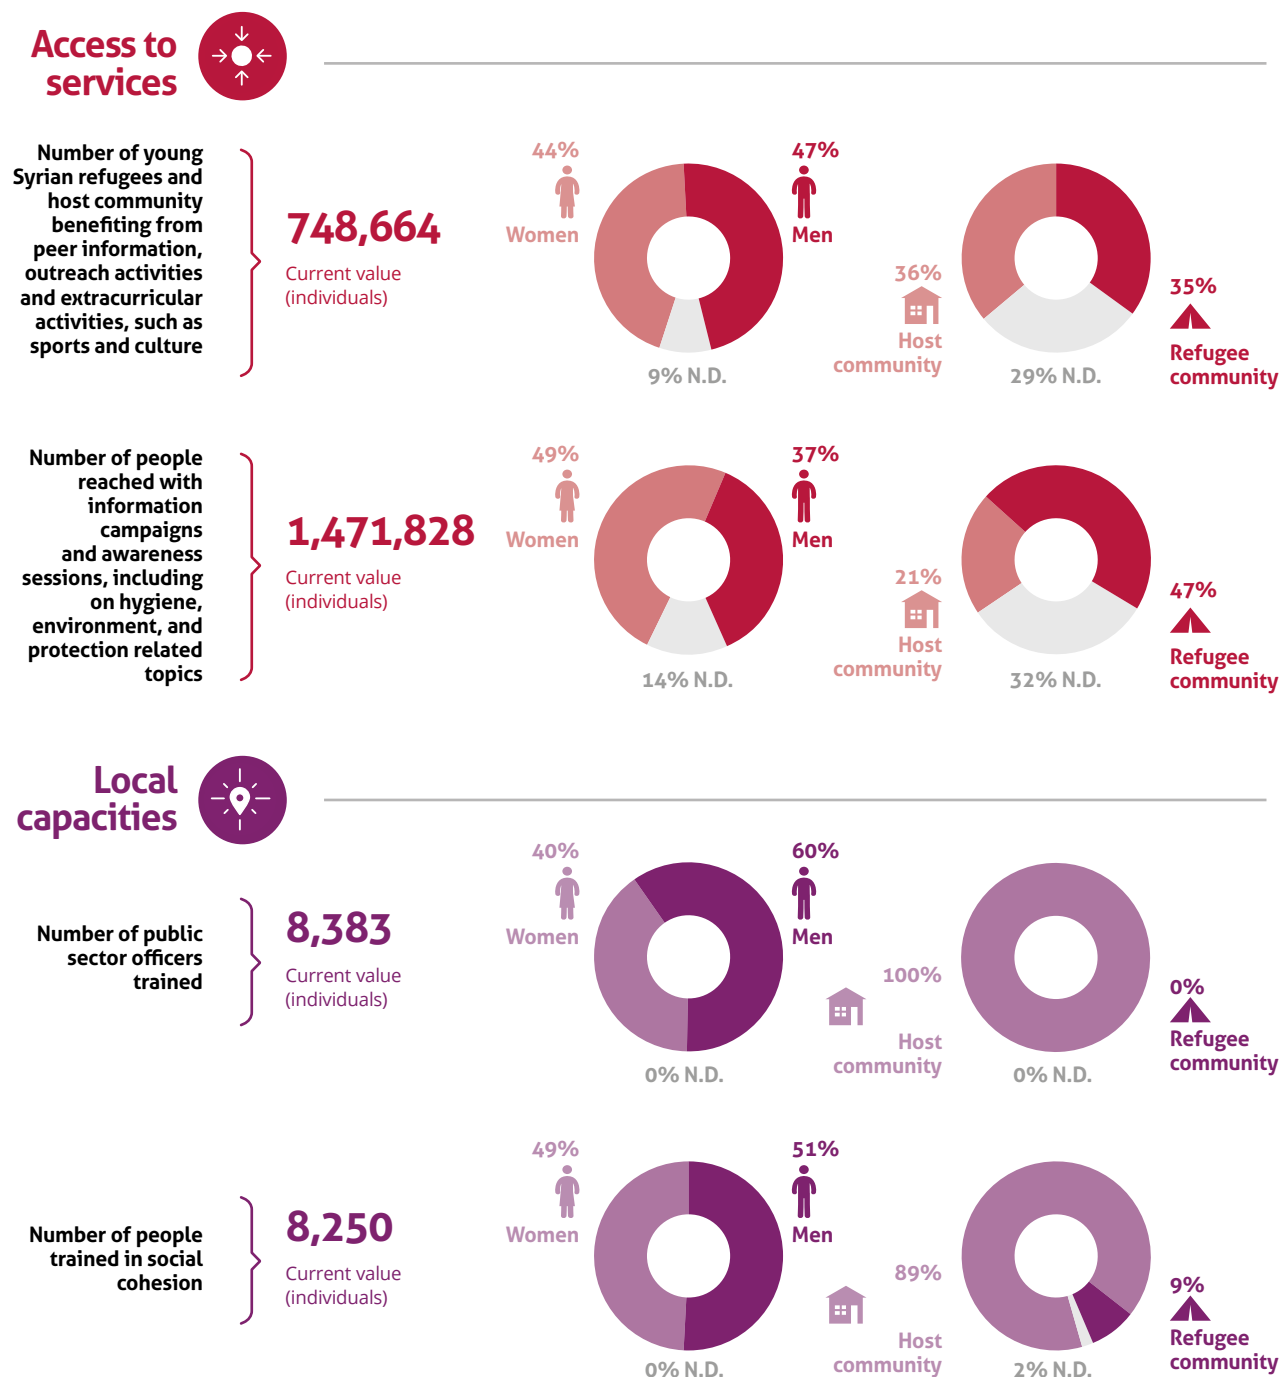 Access to
services
Number of young
Syrian refugees and
host community
benefiting from
peer information,
outreach activities
and extracurricular
activities, such as
sports and culture
748,664
Current value
(individuals)
44%
Women
47%
Men
9% N.D.
36%
Host
community
35%
Refugee
community
29% N.D.
Number of people
reached with
information
campaigns
and awareness
sessions, including
on hygiene,
environment, and
protection related
topics
1,471,828
Current value
(individuals)
49%
Women
37%
Men
14% N.D.
21%
Host
community
47%
Refugee
community
32% N.D.
Local
capacities
Number of public
sector officers
trained
8,383
Current value
(individuals)
40%
Women
60%
Men
0% N.D.
100%
Host
community
0%
Refugee
community
0% N.D.
Number of people
trained in social
cohesion
8,250
Current value
(individuals)
49%
Women
51%
Men
0% N.D.
89%
Host
community
9%
Refugee
community
2% N.D.